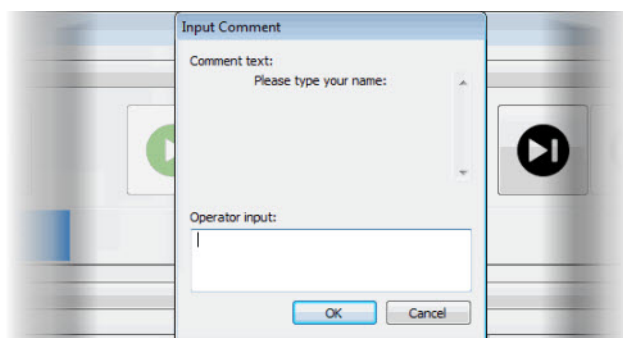 Input Comment
Comment text:
Please type your name:
Operator input:
OK
Cancel